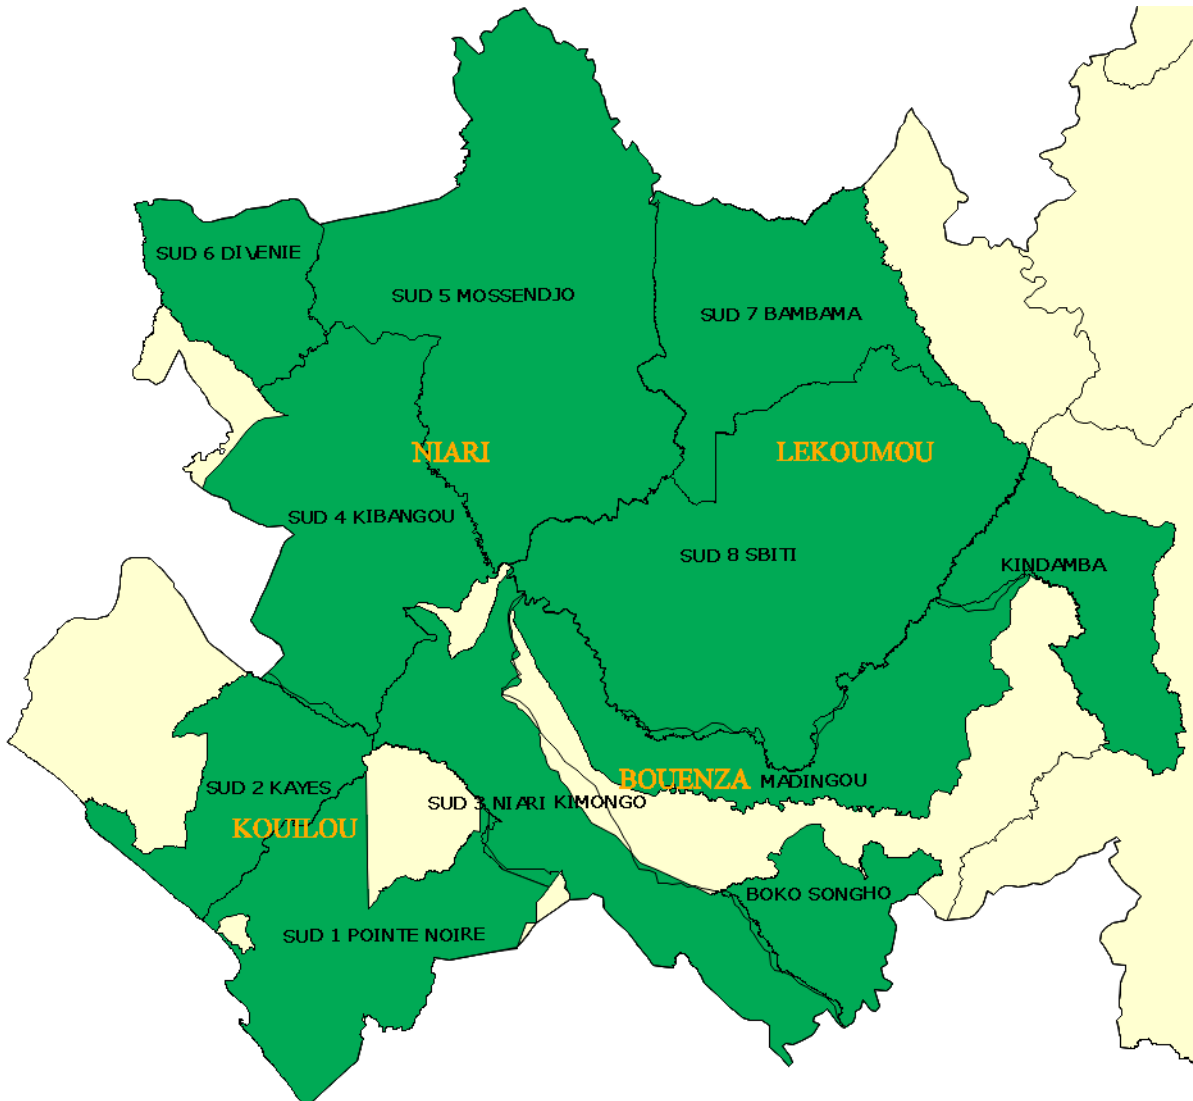 SUD 6 DIVENIE
SUD 5 MOSSENDJO
SUD 7 BAMBAMA
NIARI
LEKOUMOU
SUD 4 KIBANGOU
SUD 8 SBITI
KINDAMBA
SUD 2 KAYES
SUD 3 NIARI KIMONGO
BOUENZA
MADINGOU
KOUILOU
BOKO SONGHO
SUD 1 POINTE NOIRE